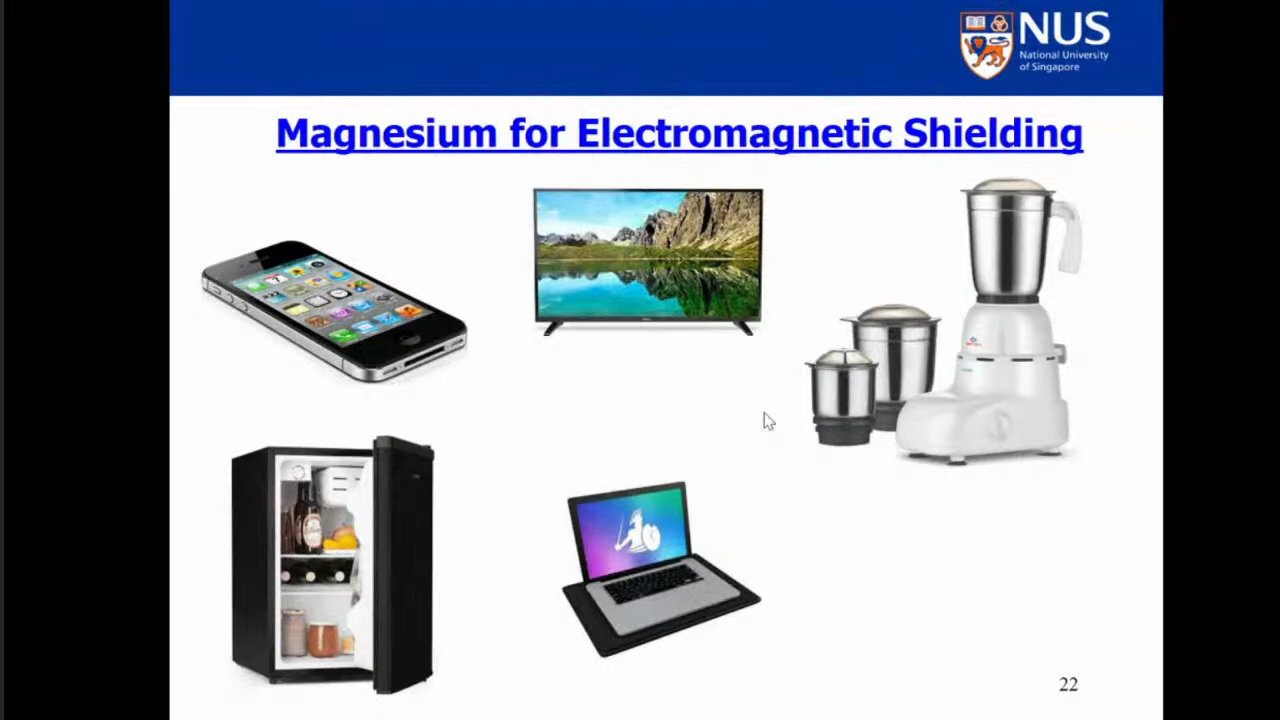 NUS
National University
of Singapore
Magnesium for Electromagnetic Shielding
22